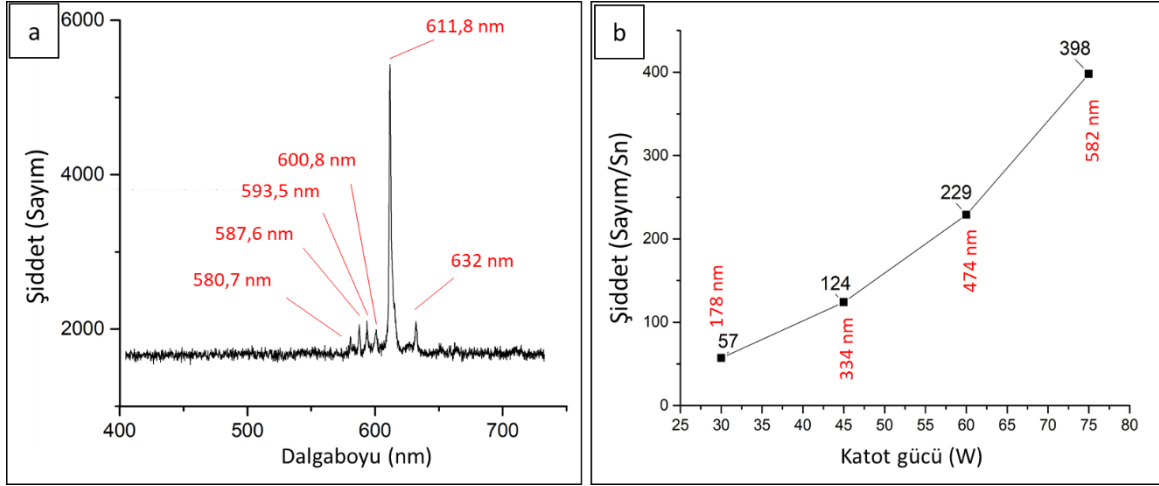 a
6000
4000
2000
Şiddet (Sayım)
611,8 nm
600,8 nm
593,5 nm
587,6 nm
580,7 nm
632 nm
400
500
600
700
Dalgaboyu (nm)
b
400
300
200
100
0
Şiddet (Sayım/Sn)
398
582 nm
229
474 nm
124
334 nm
178 nm
57
25 30 35 40 45 50 55 60 65 70 75 80
Katot gücü (W)